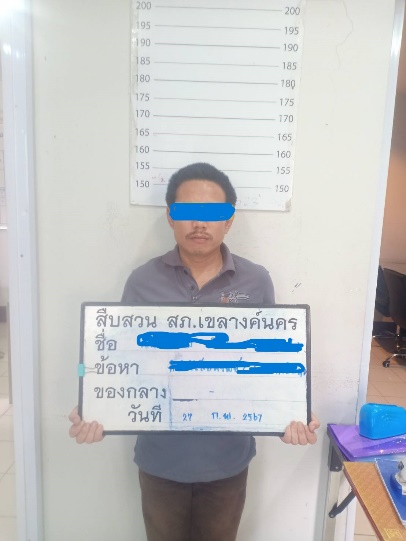 200 200
195 195
190 190
185 185
180 180
175 175
170 170
165 165
160 160
155 155
150 150
สืบสวน สภ.เขลางค์นคร
ชื่อ
ข้อหา
ของกลาง
วันที่ 27 ก.พ. 2567